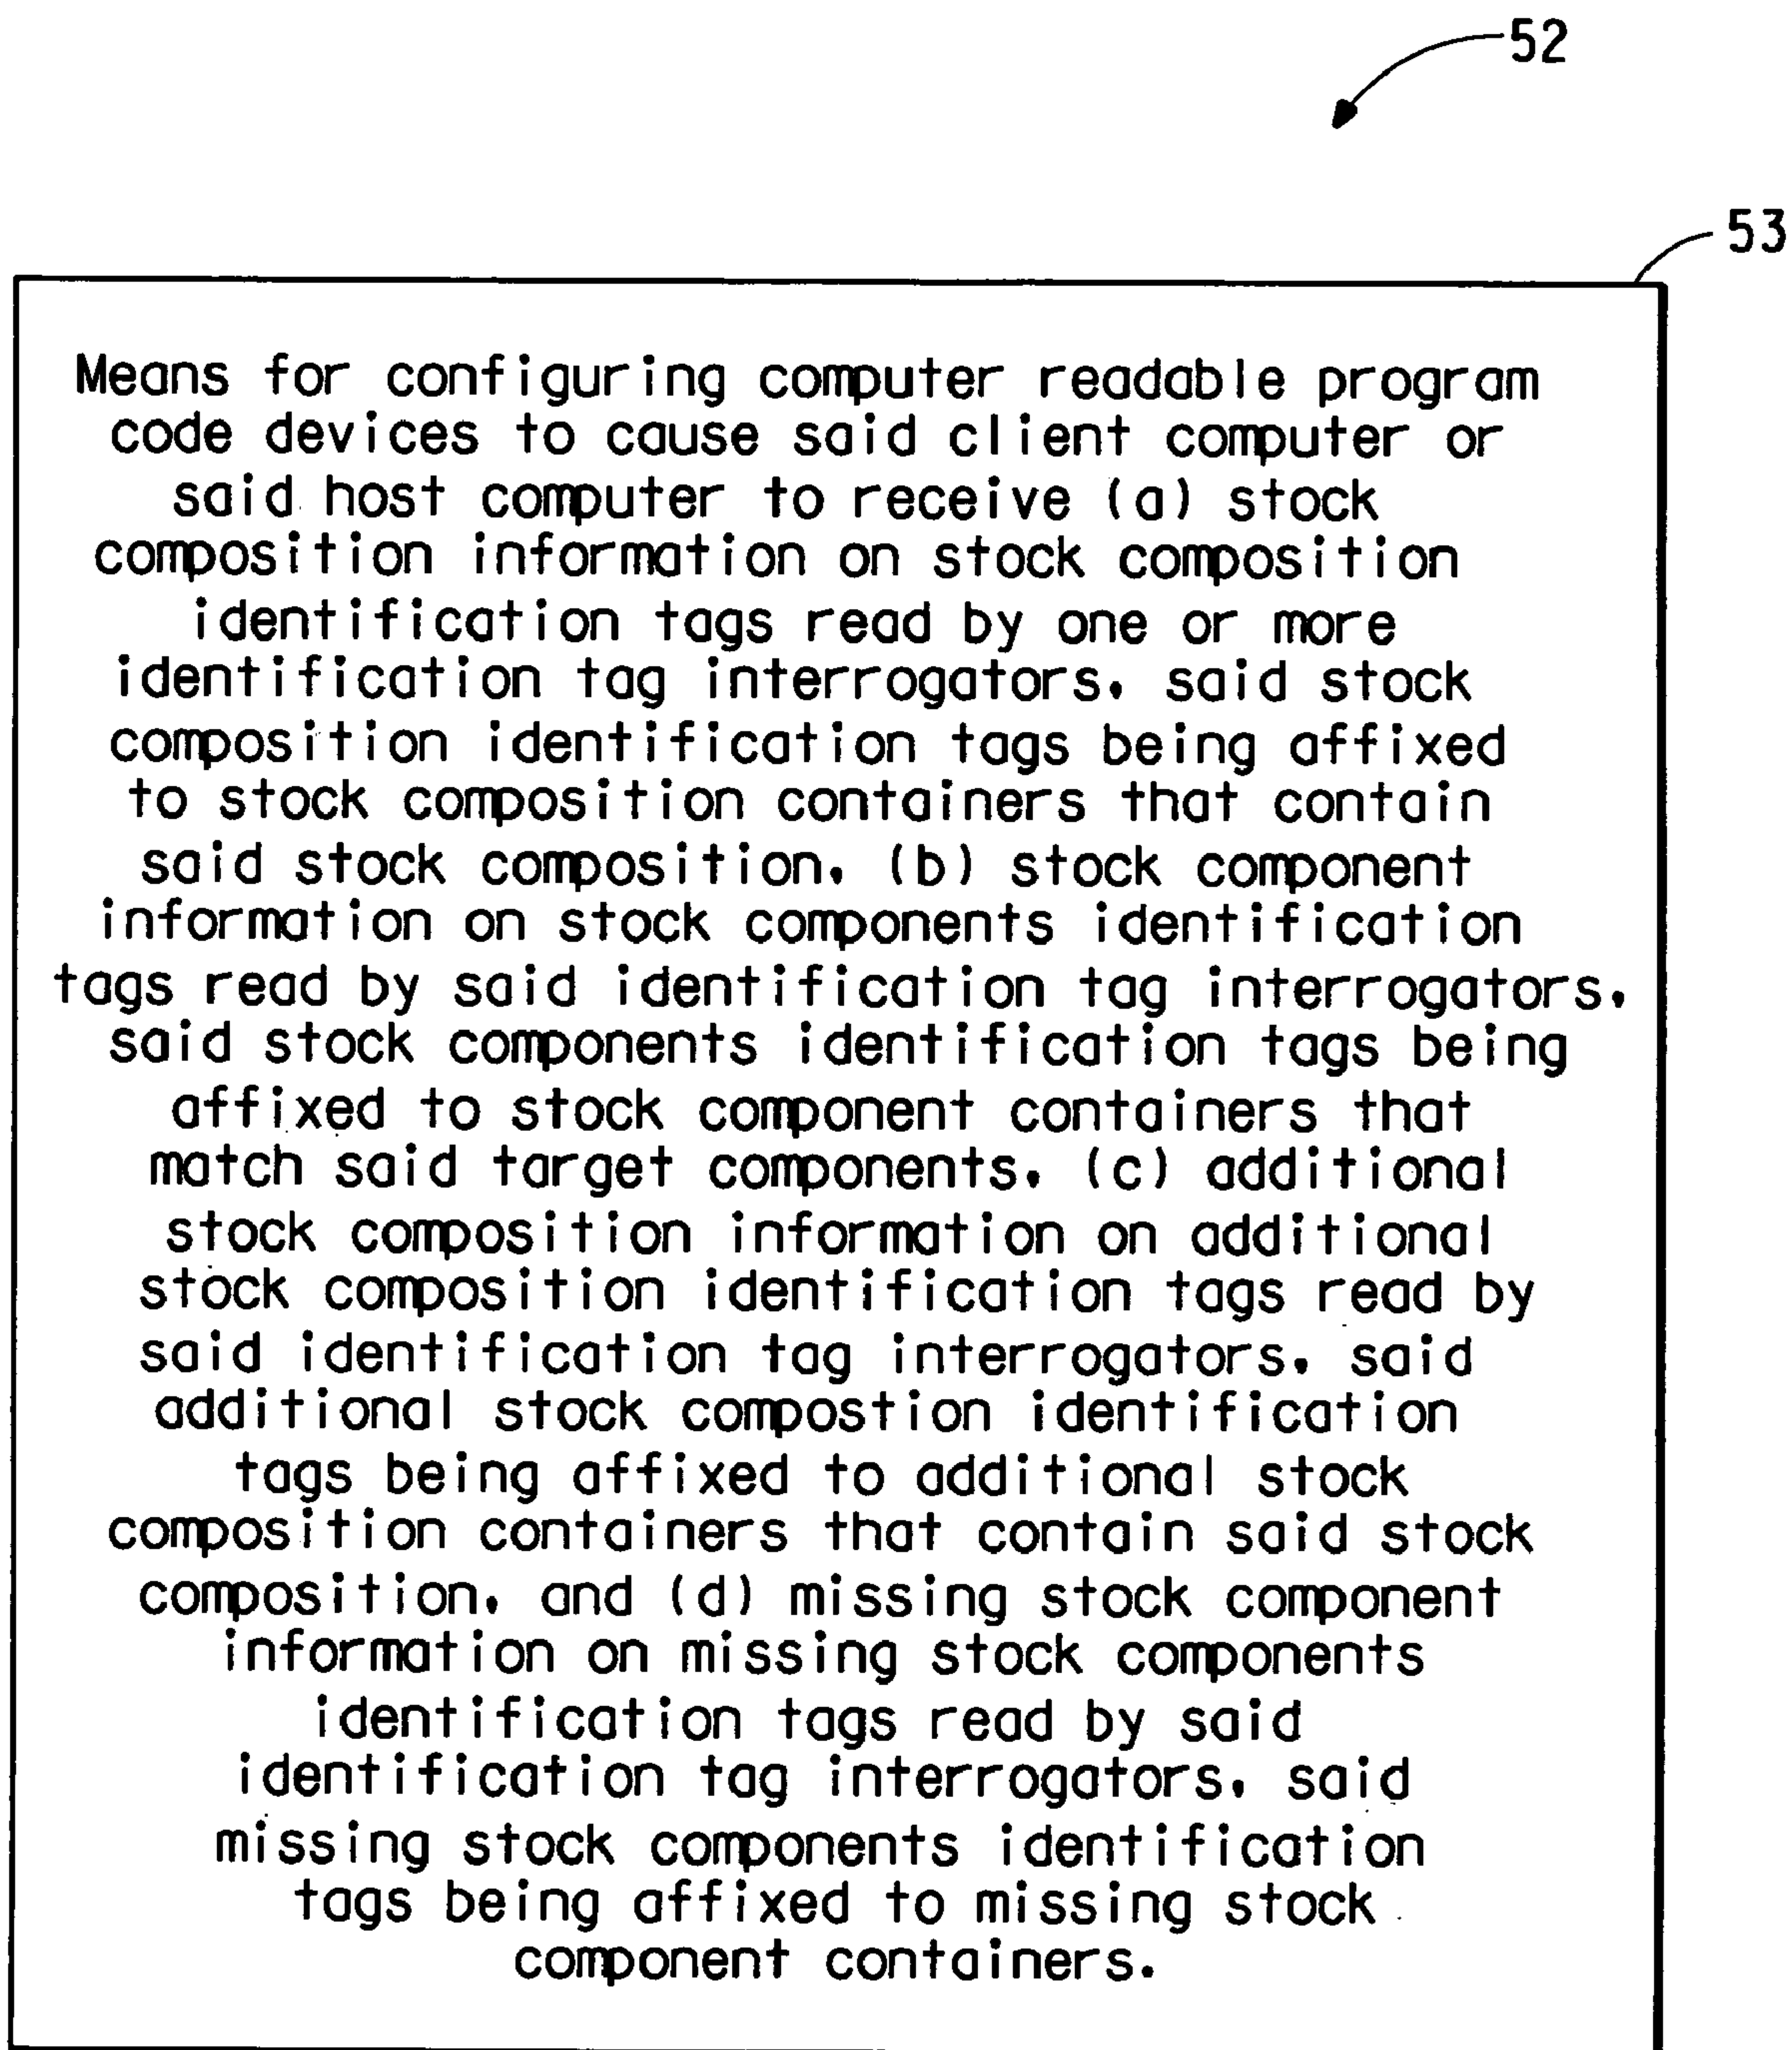 52
53
Means for configuring computer readable program
code devices to cause said client computer or
said host computer to receive (a) stock
composition information on stock composition
identification tags read by one or more
identification tag interrogators, said stock
composition identification tags being affixed
to stock composition containers that contain
said stock composition, (b) stock component
information on stock components identification
tags read by said identification tag interrogators,
said stock components identification tags being
affixed to stock component containers that
match said target components, (c) additional
stock composition information on additional
stock composition identification tags read by
said identification tag interrogators, said
additional stock compostion identification
tags being affixed to additional stock
composition containers that contain said stock
composition, and (d) missing stock component
information on missing stock components
identification tags read by said
identification tag interrogators, said
missing stock components identification
tags being affixed to missing stock
component containers.